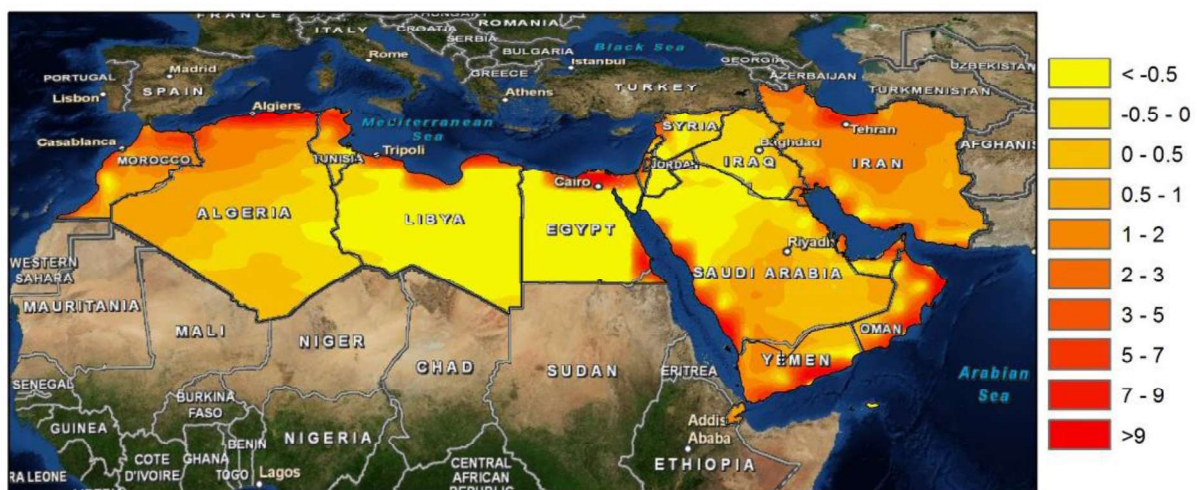 FRANCE
HUNGARY
ROMANIA
ITALY
CROATIA
SERBIA
BULGARIA
Black Sea
GEORGIA
UZBEKISTAN
Rome
Istanbul
AZERBAIJAN
PORTUGAL
Madrid
SPAIN
GREECE
Athens
TURKEY
TURKMENISTAN
Lisbon
Algiers
Mediterranean
Sea
SYRIA
Tehran
Casablanca
TUNISIA
Tripoli
Baghdad
AFGHANIS
MOROCCO
JORDAN
IRAQ
IRAN
Cairo
ALGERIA
LIBYA
EGYPT
Riyadh
WESTERN
SAHARA
SAUDI ARABIA
MAURITANIA
MALI
NIGER
CHAD
SUDAN
OMAN
YEMEN
ERITREA
Arabian
Sea
SENEGAL
BURKINA
FASO
Addis
Ababa
GUINEA
BENIN
NIGERIA
COTE
D'IVOIRE
GHANA
TOGO
Lagos
CENTRAL
AFRICAN
REPUBLIC
ETHIOPIA
RA LEONE
< -0.5
-0.5 - 0
0 - 0.5
0.5 - 1
1 - 2
2 - 3
3 - 5
5 - 7
7 - 9
>9